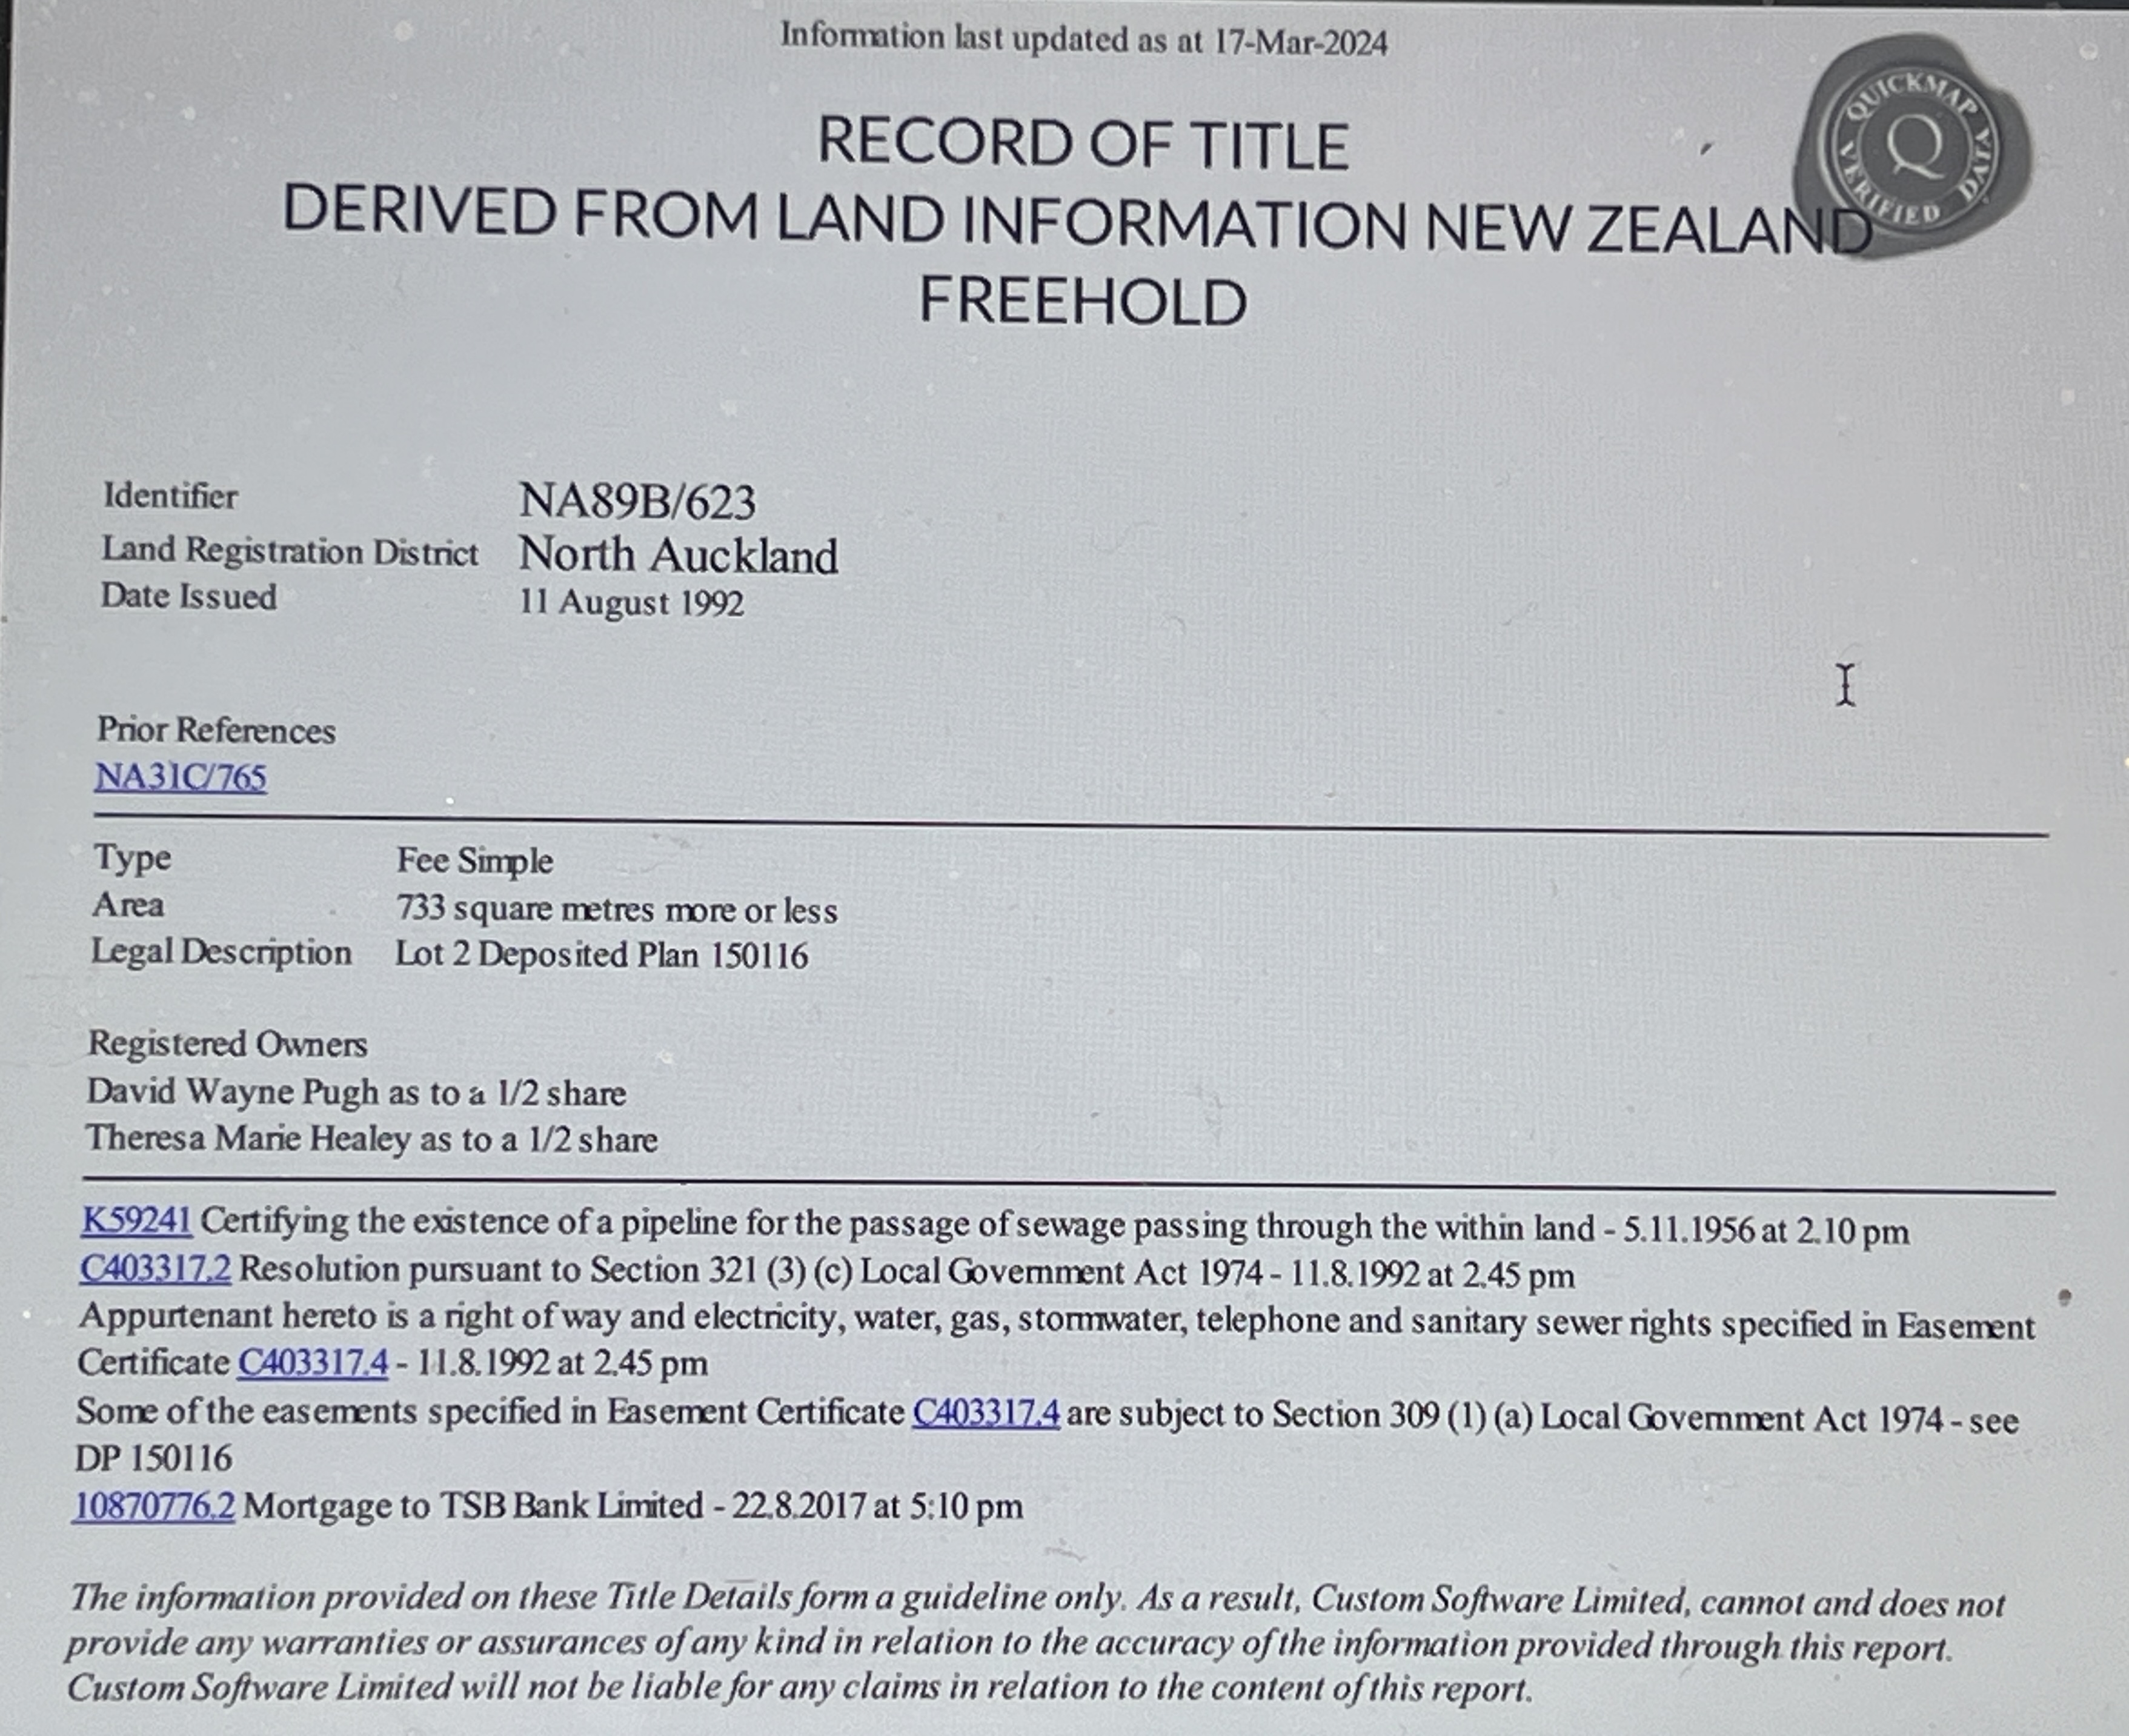 Information last updated as at 17-Mar-2024
QUICKMAP VERIFIED DATA
Q
RECORD OF TITLE
DERIVED FROM LAND INFORMATION NEW ZEALAND
FREEHOLD
Identifier NA89B/623
Land Registration District North Auckland
Date Issued 11 August 1992
Prior References
NA31C/765
Type Fee Simple
Area 733 square metres more or less
Legal Description Lot 2 Deposited Plan 150116
Registered Owners
David Wayne Pugh as to a 1/2 share
Theresa Marie Healey as to a 1/2 share
K59241 Certifying the existence of a pipeline for the passage of sewage passing through the within land - 5.11.1956 at 2.10 pm
C403317.2 Resolution pursuant to Section 321 (3) (c) Local Government Act 1974 - 11.8.1992 at 2.45 pm
Appurtenant hereto is a right of way and electricity, water, gas, stormwater, telephone and sanitary sewer rights specified in Easement
Certificate C403317.4 - 11.8.1992 at 2.45 pm
Some of the easements specified in Easement Certificate C403317.4 are subject to Section 309 (1) (a) Local Government Act 1974 - see
DP 150116
10870776.2 Mortgage to TSB Bank Limited - 22.8.2017 at 5:10 pm
The information provided on these Title Details form a guideline only. As a result, Custom Software Limited, cannot and does not
provide any warranties or assurances of any kind in relation to the accuracy of the information provided through this report.
Custom Software Limited will not be liable for any claims in relation to the content of this report.